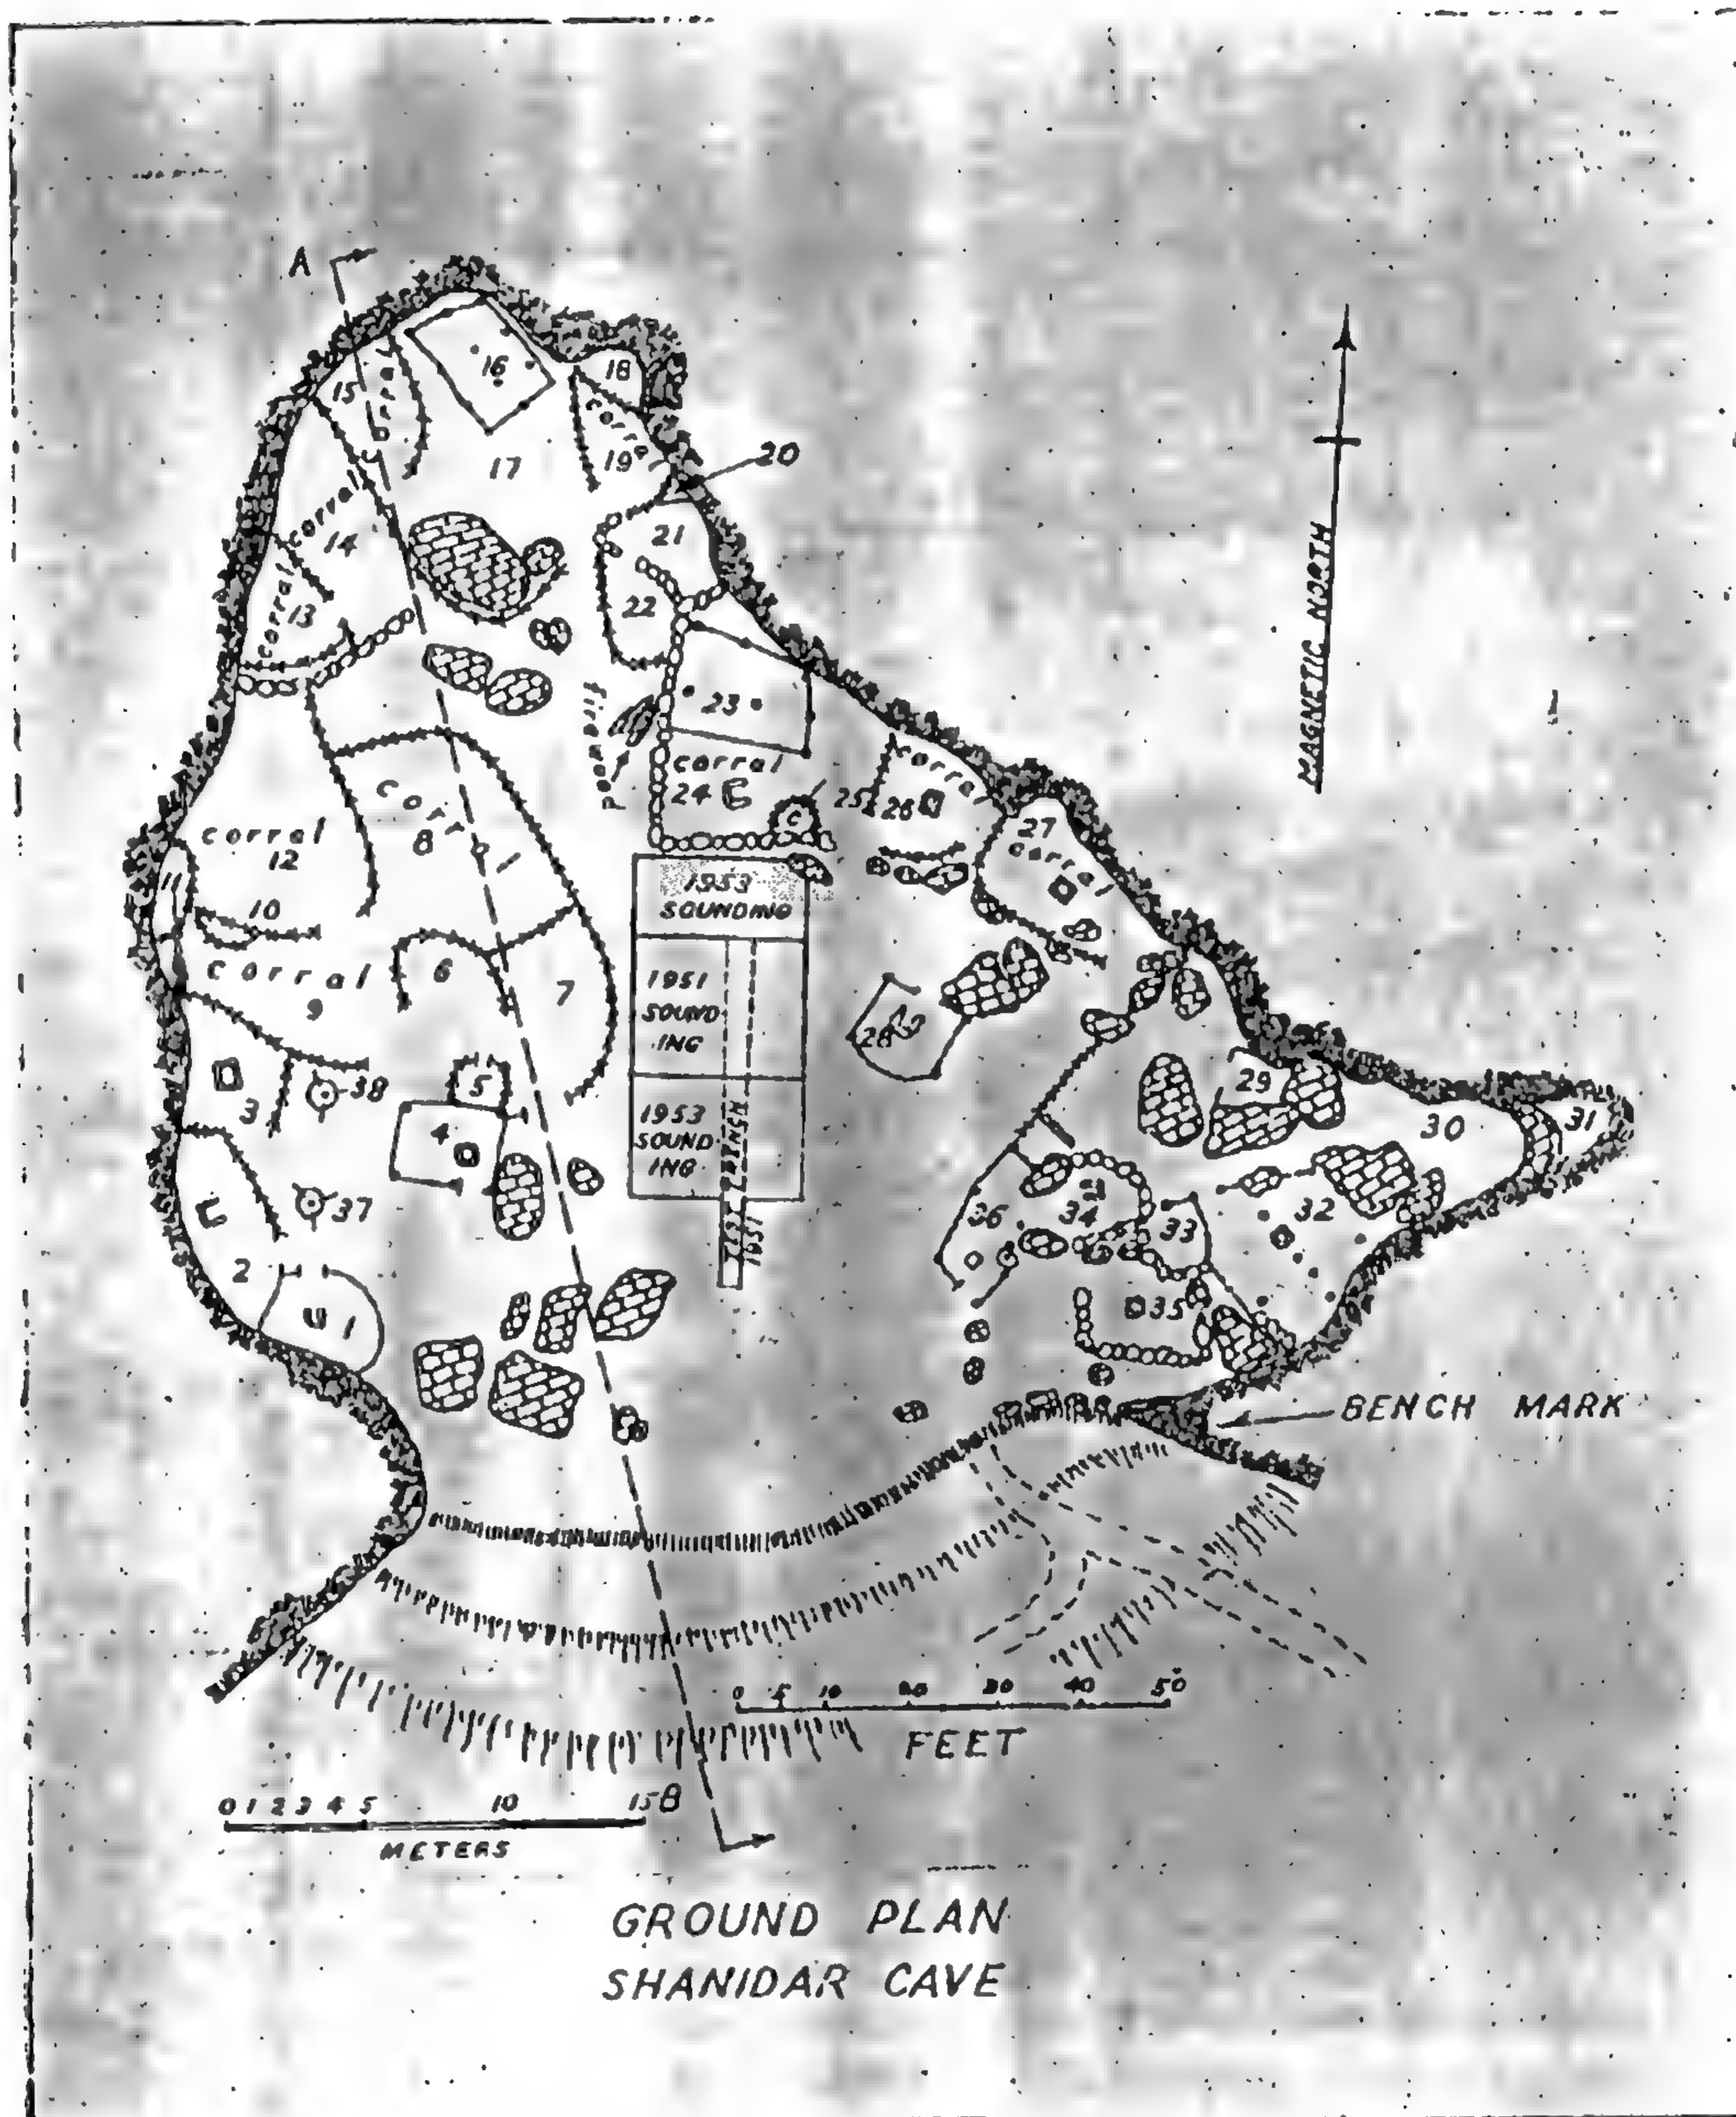 A
16
18
15
corral
corral
19
20
17
corral
14
21
corral
13
22
23
firewood
corral
24
C
25
corral
26
27
corral
corral
8
corral
12
11
10
1953
SOUNDING
corral
9
6
7
1951
SOUND
ING
28
3
38
5
4
1953
SOUND
ING
TEST TRENCH
1951
29
30
31
32
33
34
36
35
37
2
1
MAGNETIC NORTH
BENCH MARK
0 5 10 20 30 40 50
FEET
0 1 2 3 4 5 10 15
B
METERS
GROUND PLAN
SHANIDAR CAVE